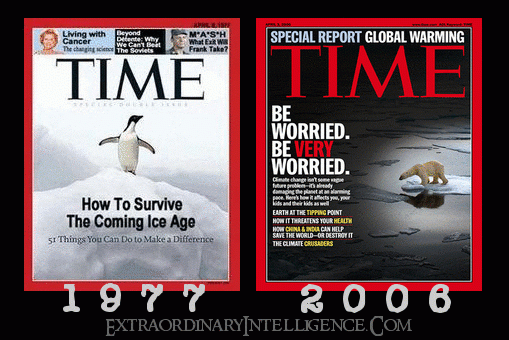 APRIL 8, 1977
Living with
Cancer
The changing science
Beyond
Détente: Why
We Can't Beat
The Soviets
M*A*S*H
What Exit Will
Frank Take?
TIME
SPECIAL DOUBLE ISSUE
How To Survive
The Coming Ice Age
51 Things You Can Do to Make a Difference
1977
SPECIAL REPORT GLOBAL WARMING
TIME
BE
WORRIED.
BE VERY
WORRIED.
Climate change isn't some vague
future problem—it's already
damaging the planet at an alarming
pace. Here's how it affects you, your
kids and their kids as well
EARTH AT THE TIPPING POINT
HOW IT THREATENS YOUR HEALTH
HOW CHINA & INDIA CAN HELP
SAVE THE WORLD—OR DESTROY IT
THE CLIMATE CRUSADERS
2006
EXTRAORDINARYINTELLIGENCE.COM